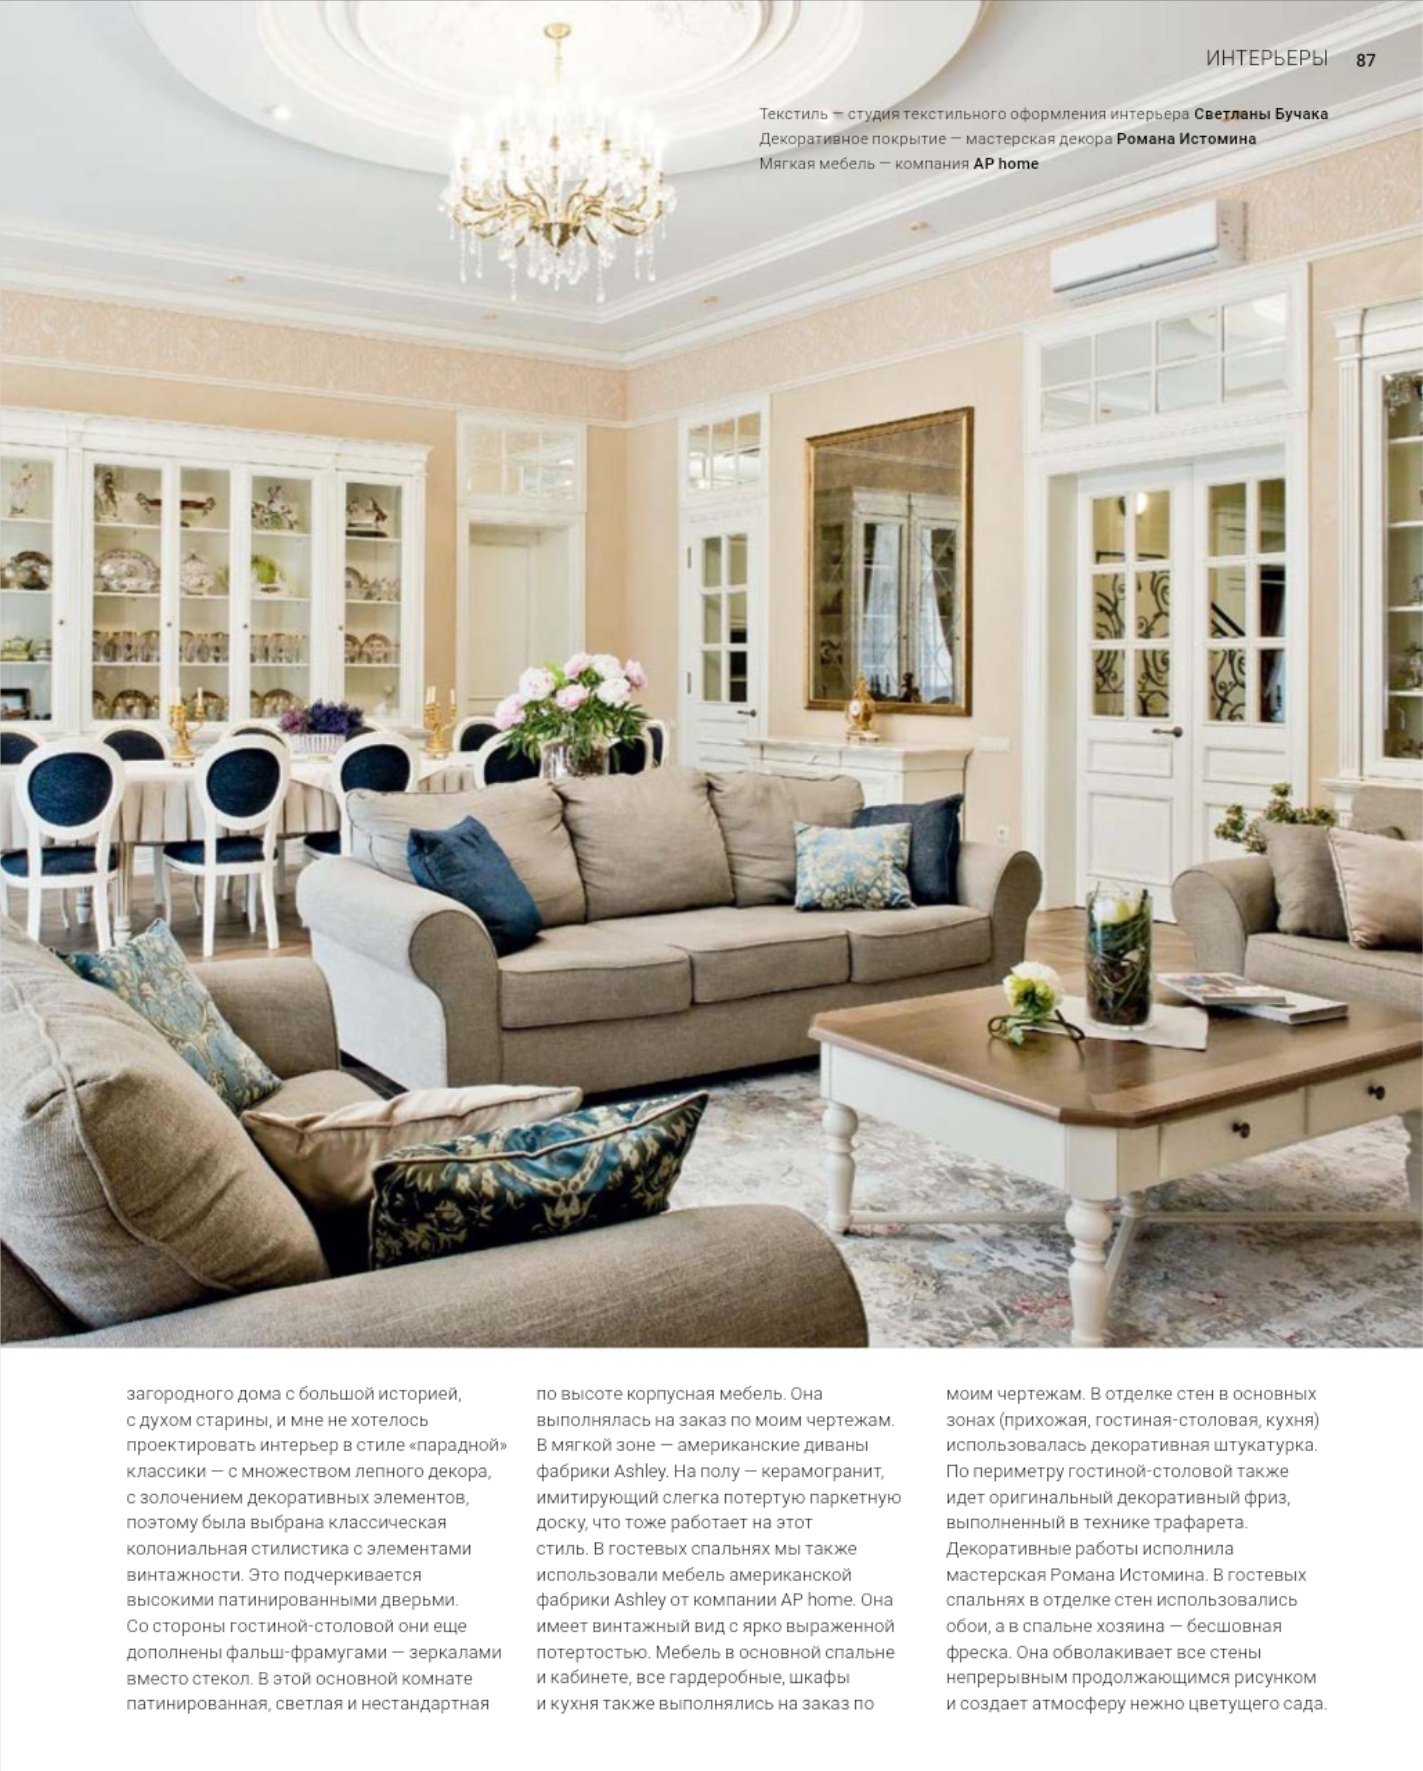 ИНТЕРЬЕРЫ 87
Текстиль — студия текстильного оформления интерьера Светланы Бучака
Декоративное покрытие — мастерская декора Романа Истомина
Мягкая мебель — компания AP home
загородного дома с большой историей,
с духом старины, и мне не хотелось
проектировать интерьер в стиле «парадной»
классики — с множеством лепного декора,
с золочением декоративных элементов,
поэтому была выбрана классическая
колониальная стилистика с элементами
винтажности. Это подчеркивается
высокими патинированными дверьми.
Со стороны гостиной-столовой они еще
дополнены фальш-фрамугами — зеркалами
вместо стекол. В этой основной комнате
патинированная, светлая и нестандартная
по высоте корпусная мебель. Она
выполнялась на заказ по моим чертежам.
В мягкой зоне — американские диваны
фабрики Ashley. На полу — керамогранит,
имитирующий слегка потертую паркетную
доску, что тоже работает на этот
стиль. В гостевых спальнях мы также
использовали мебель американской
фабрики Ashley от компании AP home. Она
имеет винтажный вид с ярко выраженной
потертостью. Мебель в основной спальне
и кабинете, все гардеробные, шкафы
и кухня также выполнялись на заказ по
моим чертежам. В отделке стен в основных
зонах (прихожая, гостиная-столовая, кухня)
использовалась декоративная штукатурка.
По периметру гостиной-столовой также
идет оригинальный декоративный фриз,
выполненный в технике трафарета.
Декоративные работы исполнила
мастерская Романа Истомина. В гостевых
спальнях в отделке стен использовались
обои, а в спальне хозяина — бесшовная
фреска. Она обволакивает все стены
непрерывным продолжающимся рисунком
и создает атмосферу нежно цветущего сада.